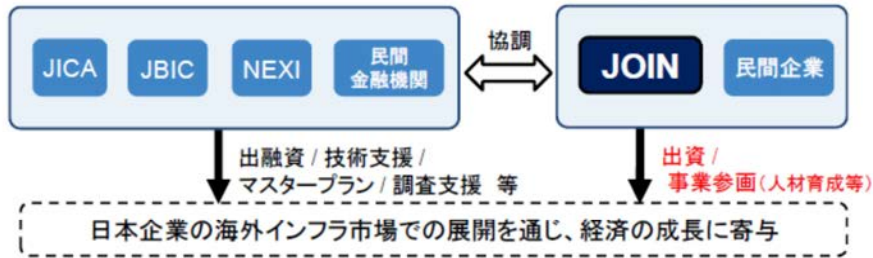 協調
JICA
JBIC
NEXI
民間
金融機関
JOIN
民間企業
出融資 / 技術支援 /
マスタープラン / 調査支援 等
出資 /
事業参画(人材育成等)
日本企業の海外インフラ市場での展開を通じ、経済の成長に寄与